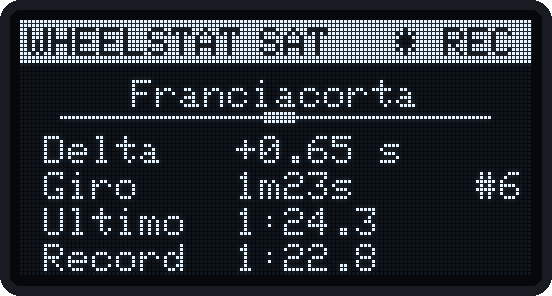 WHEELSTAT SAT * REC
Franciacorta
Delta +0.65 s
Giro 1m23s #6
Ultimo 1:24.3
Record 1:22.8